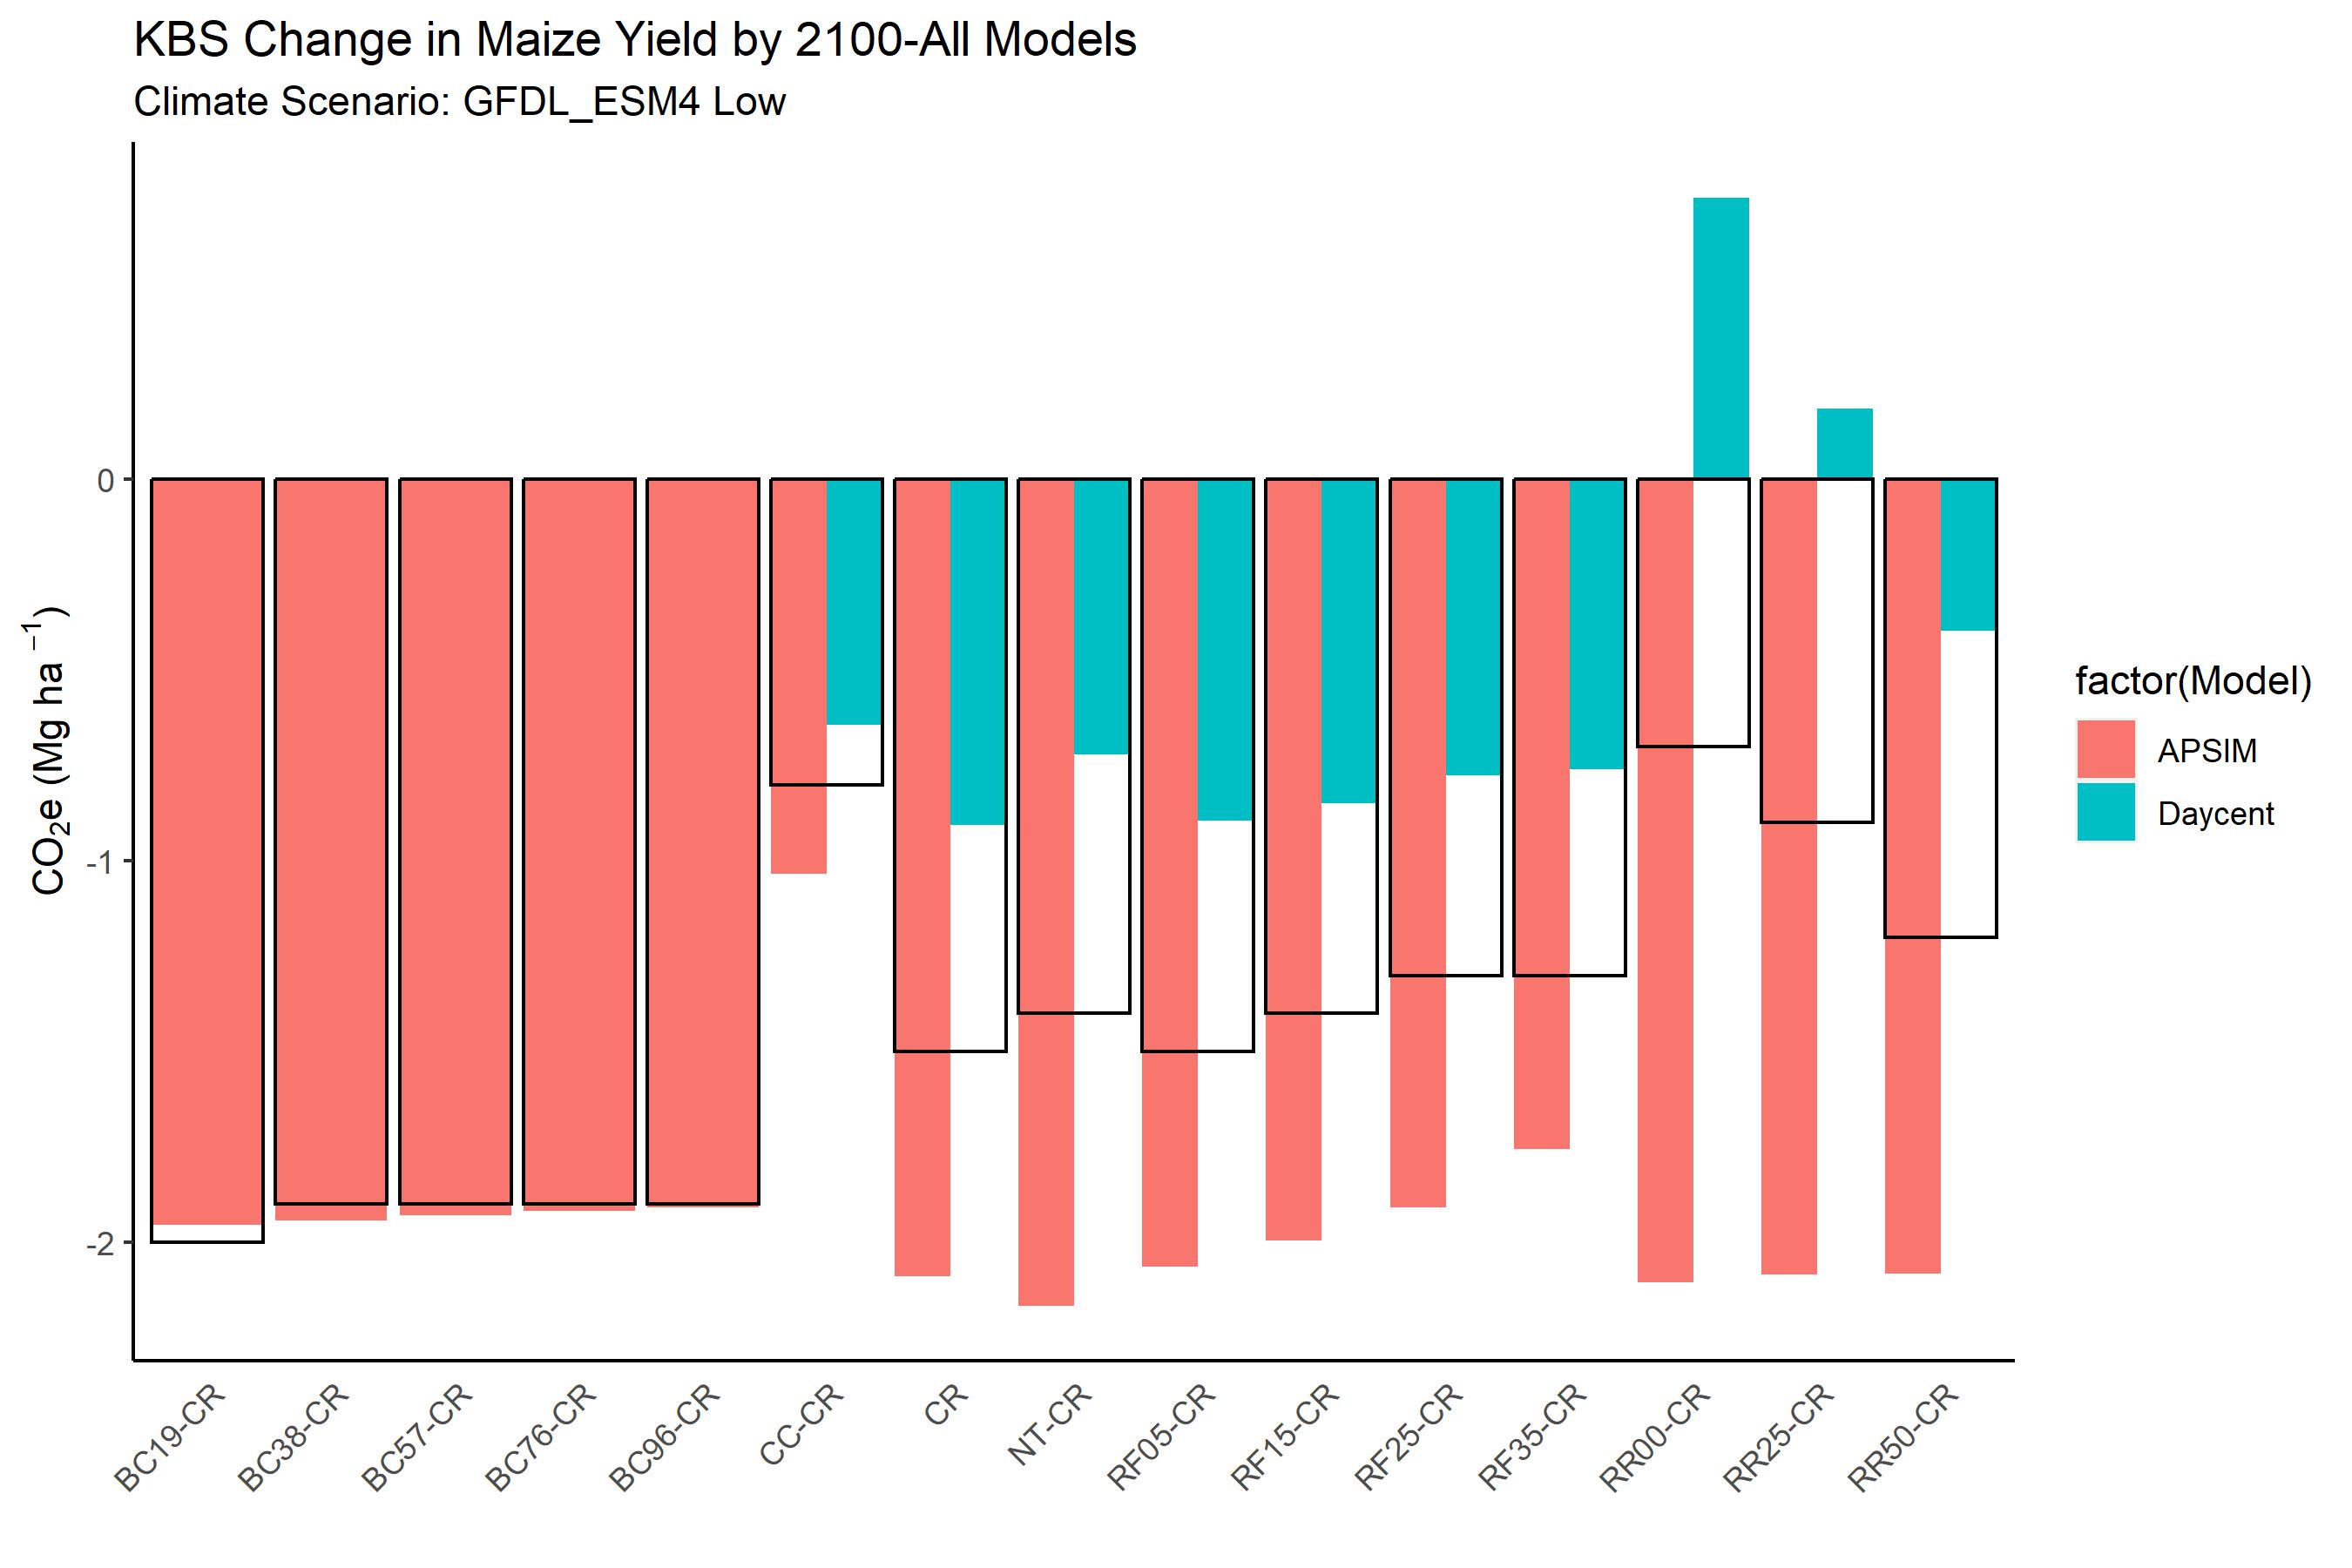 KBS Change in Maize Yield by 2100-All Models
Climate Scenario: GFDL_ESM4 Low
CO₂e (Mg ha ⁻¹)
0
-1
-2
BC19-CR
BC38-CR
BC57-CR
BC76-CR
BC96-CR
CC-CR
CR
NT-CR
RF05-CR
RF15-CR
RF25-CR
RF35-CR
RR00-CR
RR25-CR
RR50-CR
factor(Model)
APSIM
Daycent